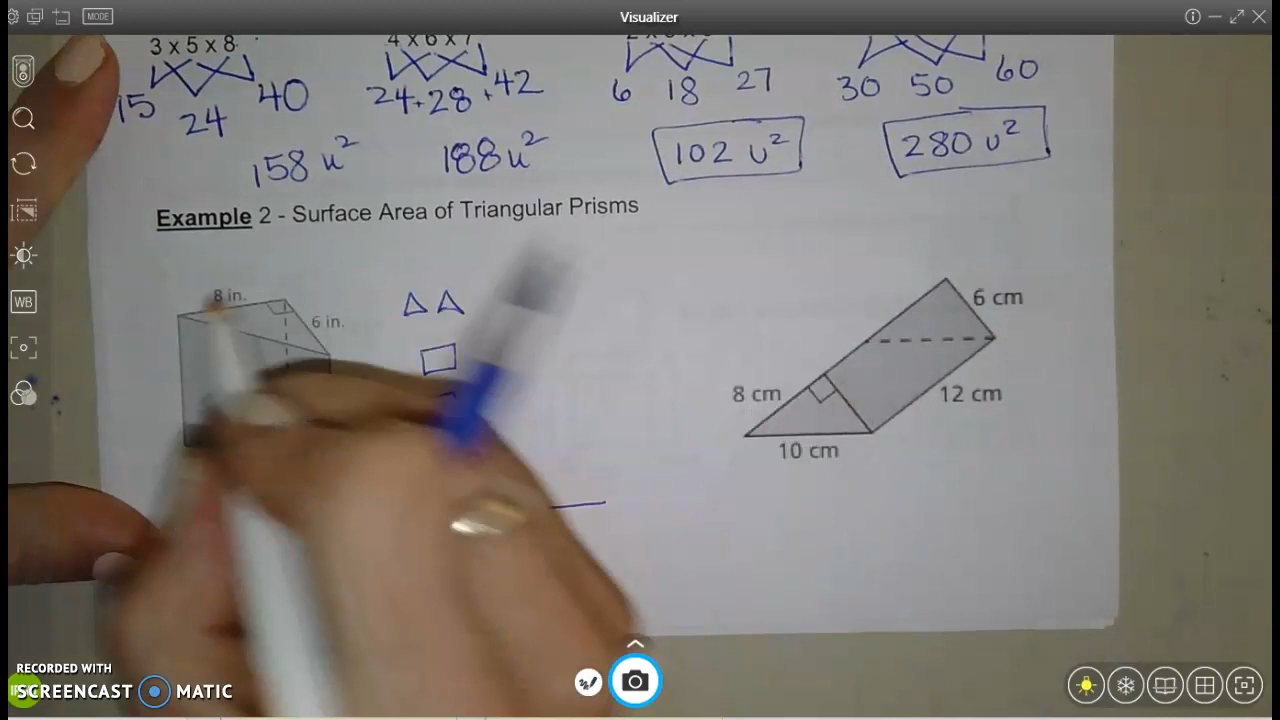 Visualizer
MODE
WB
3 x 5 x 8
4 x 6 x 7
15 24 40
24 + 28 + 42
6 18 27
30 50 60
158 u²
188 u²
102 u²
280 u²
Example 2 - Surface Area of Triangular Prisms
8 in.
6 in.
6 cm
8 cm
12 cm
10 cm
RECORDED WITH
SCREENCAST MATIC